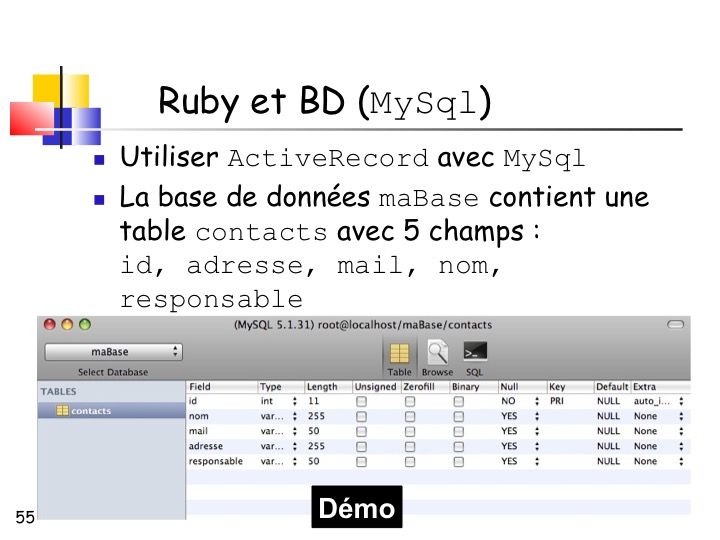 Ruby et BD (MySql)
Utiliser ActiveRecord avec MySql
La base de données maBase contient une
table contacts avec 5 champs :
id, adresse, mail, nom,
responsable
(MySQL 5.1.31) root@localhost/maBase/contacts
maBase
Select Database
Table Browse SQL
TABLES
contacts
Field Type Length Unsigned Zerofill Binary Null Key Default Extra
id int 11 NO PRI NULL auto_i...
nom var... 255 YES NULL None
mail var... 50 YES NULL None
adresse var... 255 YES NULL None
responsable var... 50 YES NULL None
Démo
55